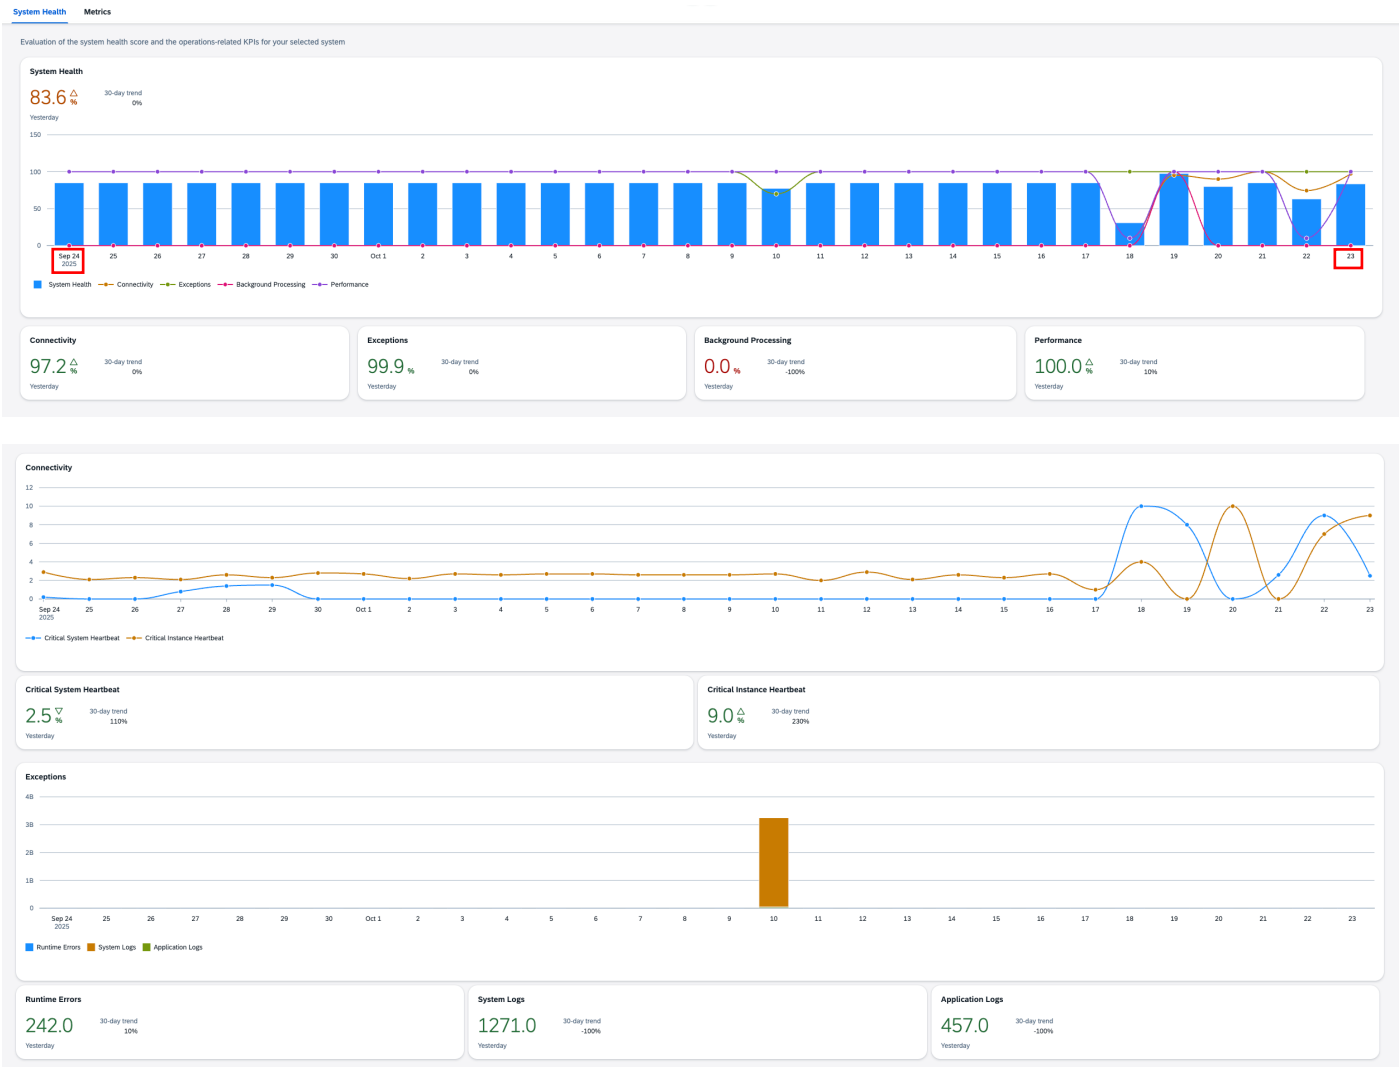 System Health Metrics
Evaluation of the system health score and the operations-related KPIs for your selected system
System Health
83.6 % 30-day trend
0%
Yesterday
150
100
50
0
Sep 24 25 26 27 28 29 30 Oct 1 2 3 4 5 6 7 8 9 10 11 12 13 14 15 16 17 18 19 20 21 22 23
2025
System Health Connectivity Exceptions Background Processing Performance
Connectivity
97.2 % 30-day trend
0%
Yesterday
Exceptions
99.9 % 30-day trend
0%
Yesterday
Background Processing
0.0 % 30-day trend
-100%
Yesterday
Performance
100.0 % 30-day trend
10%
Yesterday
Connectivity
12
10
8
6
4
2
0
Sep 24 25 26 27 28 29 30 Oct 1 2 3 4 5 6 7 8 9 10 11 12 13 14 15 16 17 18 19 20 21 22 23
2025
Critical System Heartbeat Critical Instance Heartbeat
Critical System Heartbeat
2.5 % 30-day trend
110%
Yesterday
Critical Instance Heartbeat
9.0 % 30-day trend
230%
Yesterday
Exceptions
4B
3B
2B
1B
0
Sep 24 25 26 27 28 29 30 Oct 1 2 3 4 5 6 7 8 9 10 11 12 13 14 15 16 17 18 19 20 21 22 23
2025
Runtime Errors System Logs Application Logs
Runtime Errors
242.0 30-day trend
10%
Yesterday
System Logs
1271.0 30-day trend
-100%
Yesterday
Application Logs
457.0 30-day trend
-100%
Yesterday